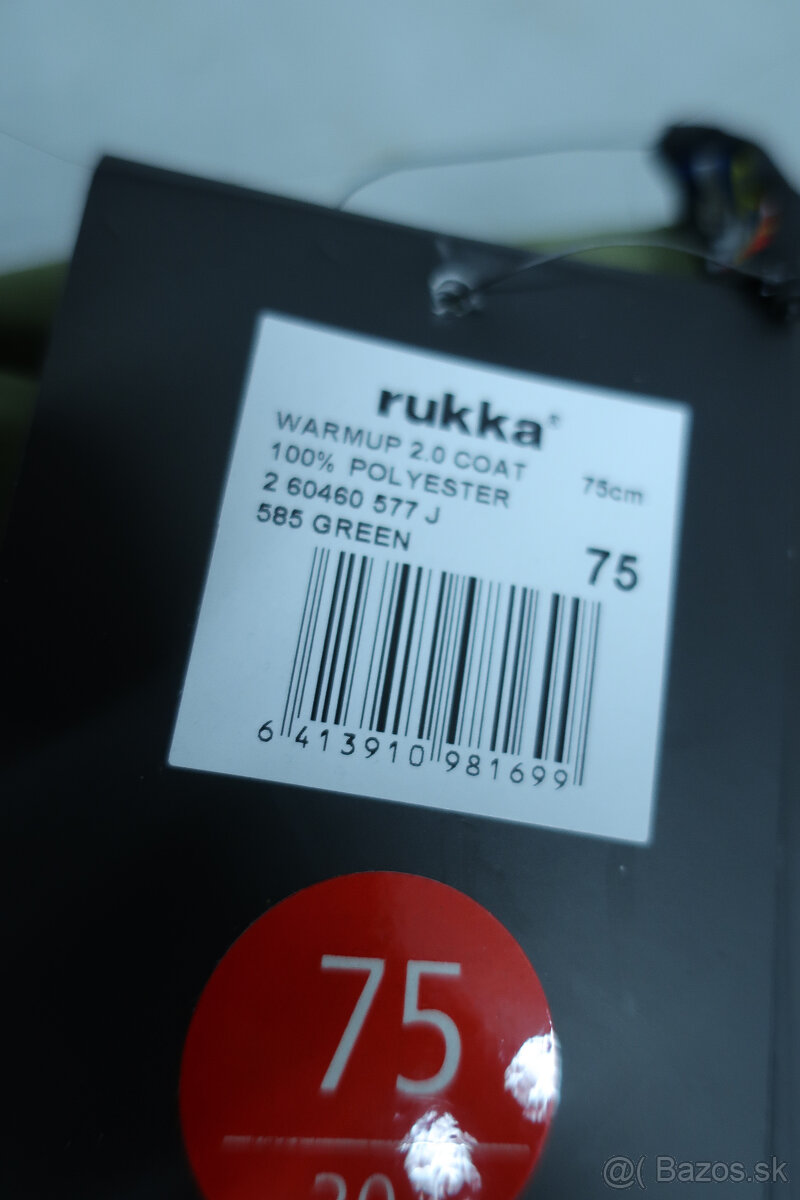 rukka®
WARMUP 2.0 COAT
100% POLYESTER 75cm
2 60460 577 J
585 GREEN 75
6 413910 981699
75
@( Bazos.sk